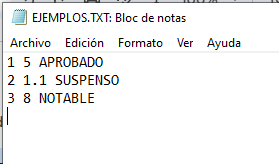 EJEMPLOS.TXT: Bloc de notas
Archivo Edición Formato Ver Ayuda
1 5 APROBADO
2 1.1 SUSPENSO
3 8 NOTABLE